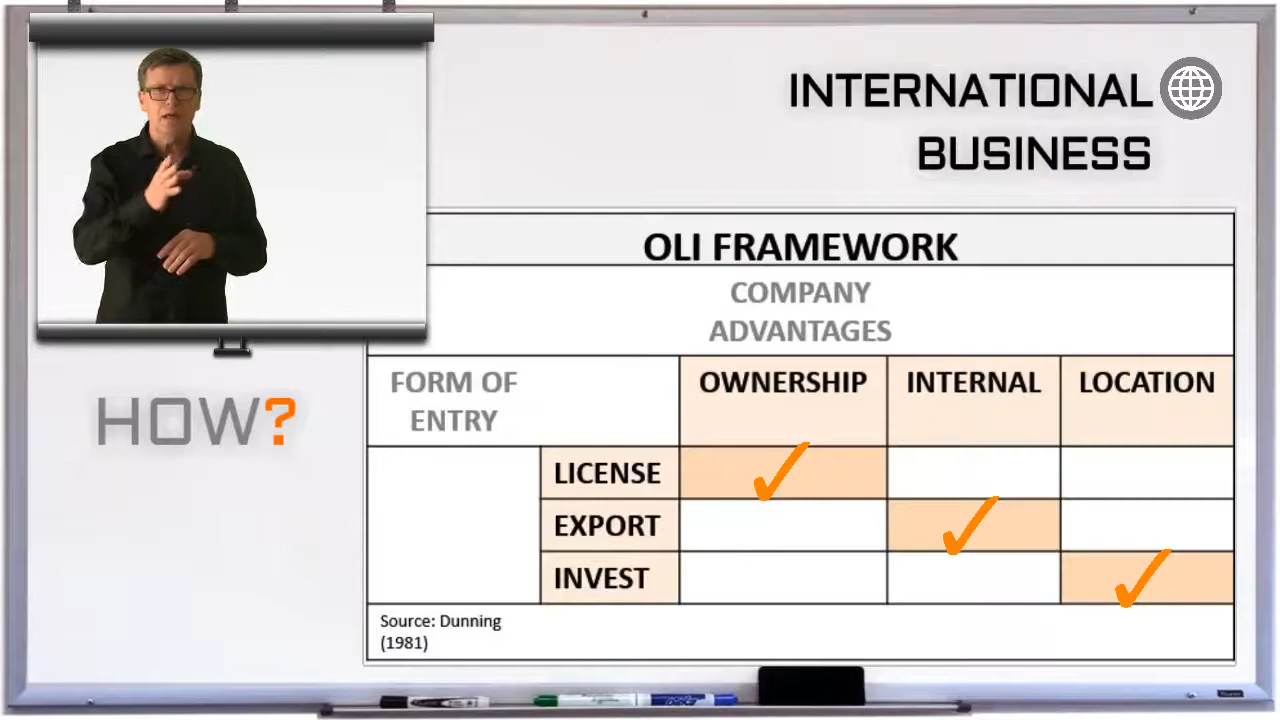 INTERNATIONAL
BUSINESS
OLI FRAMEWORK
COMPANY
ADVANTAGES
FORM OF
ENTRY
OWNERSHIP
INTERNAL
LOCATION
HOW?
LICENSE
EXPORT
INVEST
Source: Dunning
(1981)